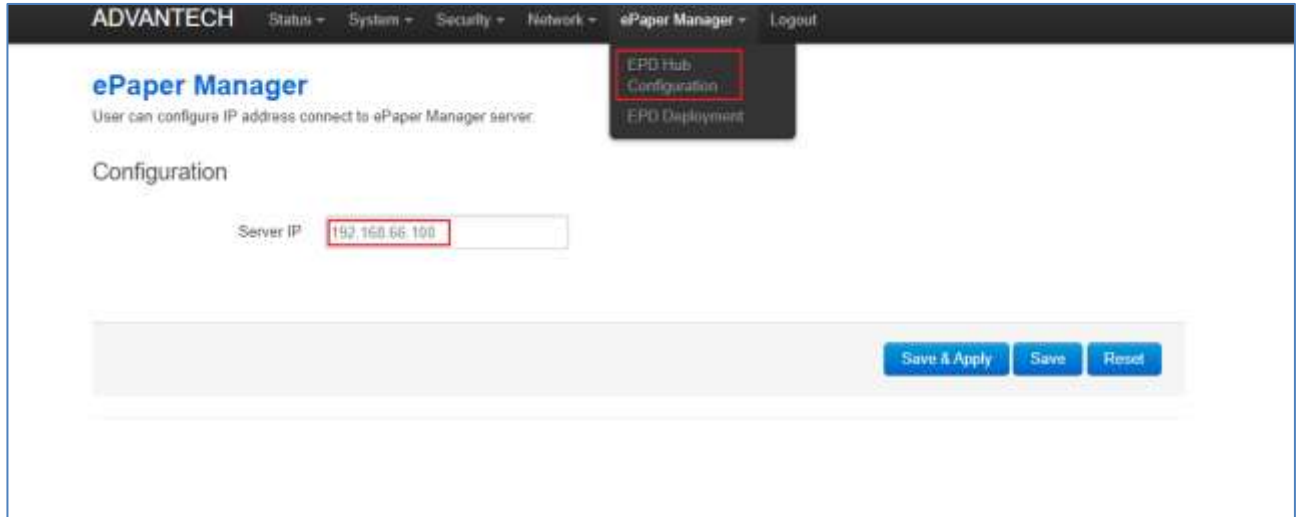 ADVANTECH Status System Security Network ePaper Manager Logout
EPD Hub
Configuration
EPD Deployment
ePaper Manager
User can configure IP address connect to ePaper Manager server.
Configuration
Server IP 192.168.66.100
Save & Apply Save Reset